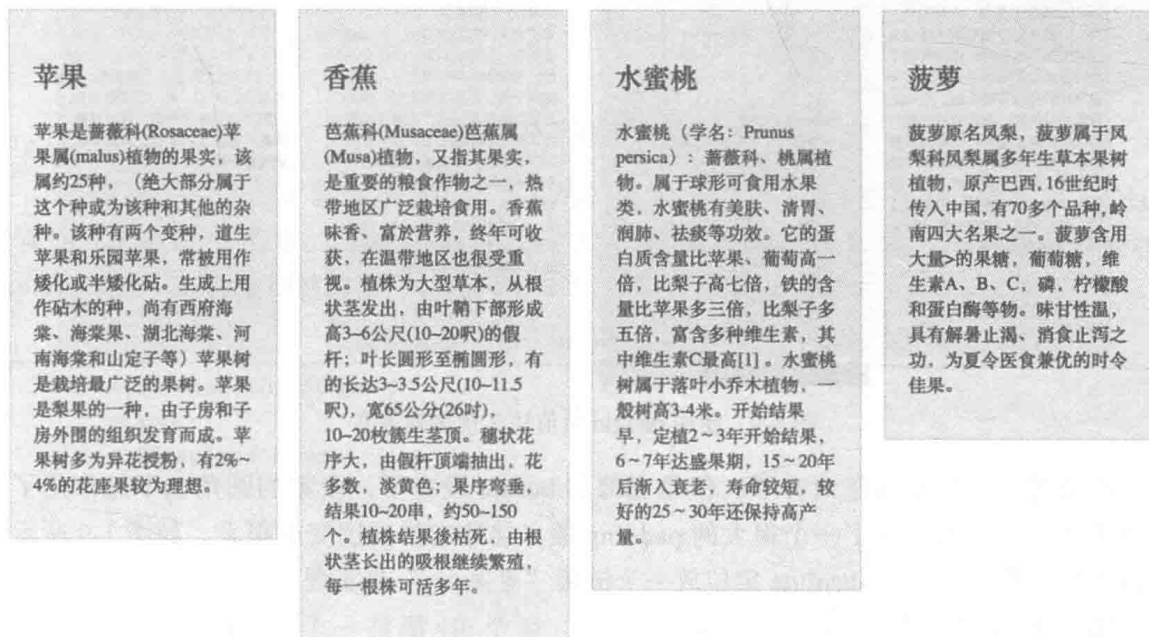 苹果
苹果是蔷薇科(Rosaceae)苹
果属(malus)植物的果实，该
属约25种，（绝大部分属于
这个种或为该种和其他的杂
种。该种有两个变种，道生
苹果和乐园苹果，常被用作
矮化或半矮化砧。生成上用
作砧木的种，尚有西府海
棠、海棠果、湖北海棠、河
南海棠和山定子等）苹果树
是栽培最广泛的果树。苹果
是梨果的一种，由子房和子
房外围的组织发育而成。苹
果树多为异花授粉，有2%~
4%的花座果较为理想。
香蕉
芭蕉科(Musaceae)芭蕉属
(Musa)植物，又指其果实，
是重要的粮食作物之一，热
带地区广泛栽培食用。香蕉
味香、富於营养，终年可收
获，在温带地区也很受重
视。植株为大型草本，从根
状茎发出，由叶鞘下部形成
高3–6公尺(10–20呎)的假
杆；叶长圆形至椭圆形，有
的长达3–3.5公尺(10–11.5
呎)，宽65公分(26吋)，
10–20枚簇生茎顶。穗状花
序大，由假杆顶端抽出，花
多数，淡黄色；果序弯垂，
结果10–20串，约50–150
个。植株结果後枯死，由根
状茎长出的吸根继续繁殖，
每一根株可活多年。
水蜜桃
水蜜桃（学名：Prunus
persica）：蔷薇科、桃属植
物。属于球形可食用水果
类，水蜜桃有美肤、清胃、
润肺、祛痰等功效。它的蛋
白质含量比苹果、葡萄高一
倍，比梨子高七倍，铁的含
量比苹果多三倍，比梨子多
五倍，富含多种维生素，其
中维生素C最高[1]。水蜜桃
树属于落叶小乔木植物，一
般树高3-4米。开始结果
早，定植2～3年开始结果，
6～7年达盛果期，15～20年
后渐入衰老，寿命较短，较
好的25～30年还保持高产
量。
菠萝
菠萝原名凤梨，菠萝属于凤
梨科凤梨属多年生草本果树
植物，原产巴西,16世纪时
传入中国,有70多个品种,岭
南四大名果之一。菠萝含用
大量>的果糖，葡萄糖，维
生素A、B、C，磷，柠檬酸
和蛋白酶等物。味甘性温，
具有解暑止渴、消食止泻之
功，为夏令医食兼优的时令
佳果。